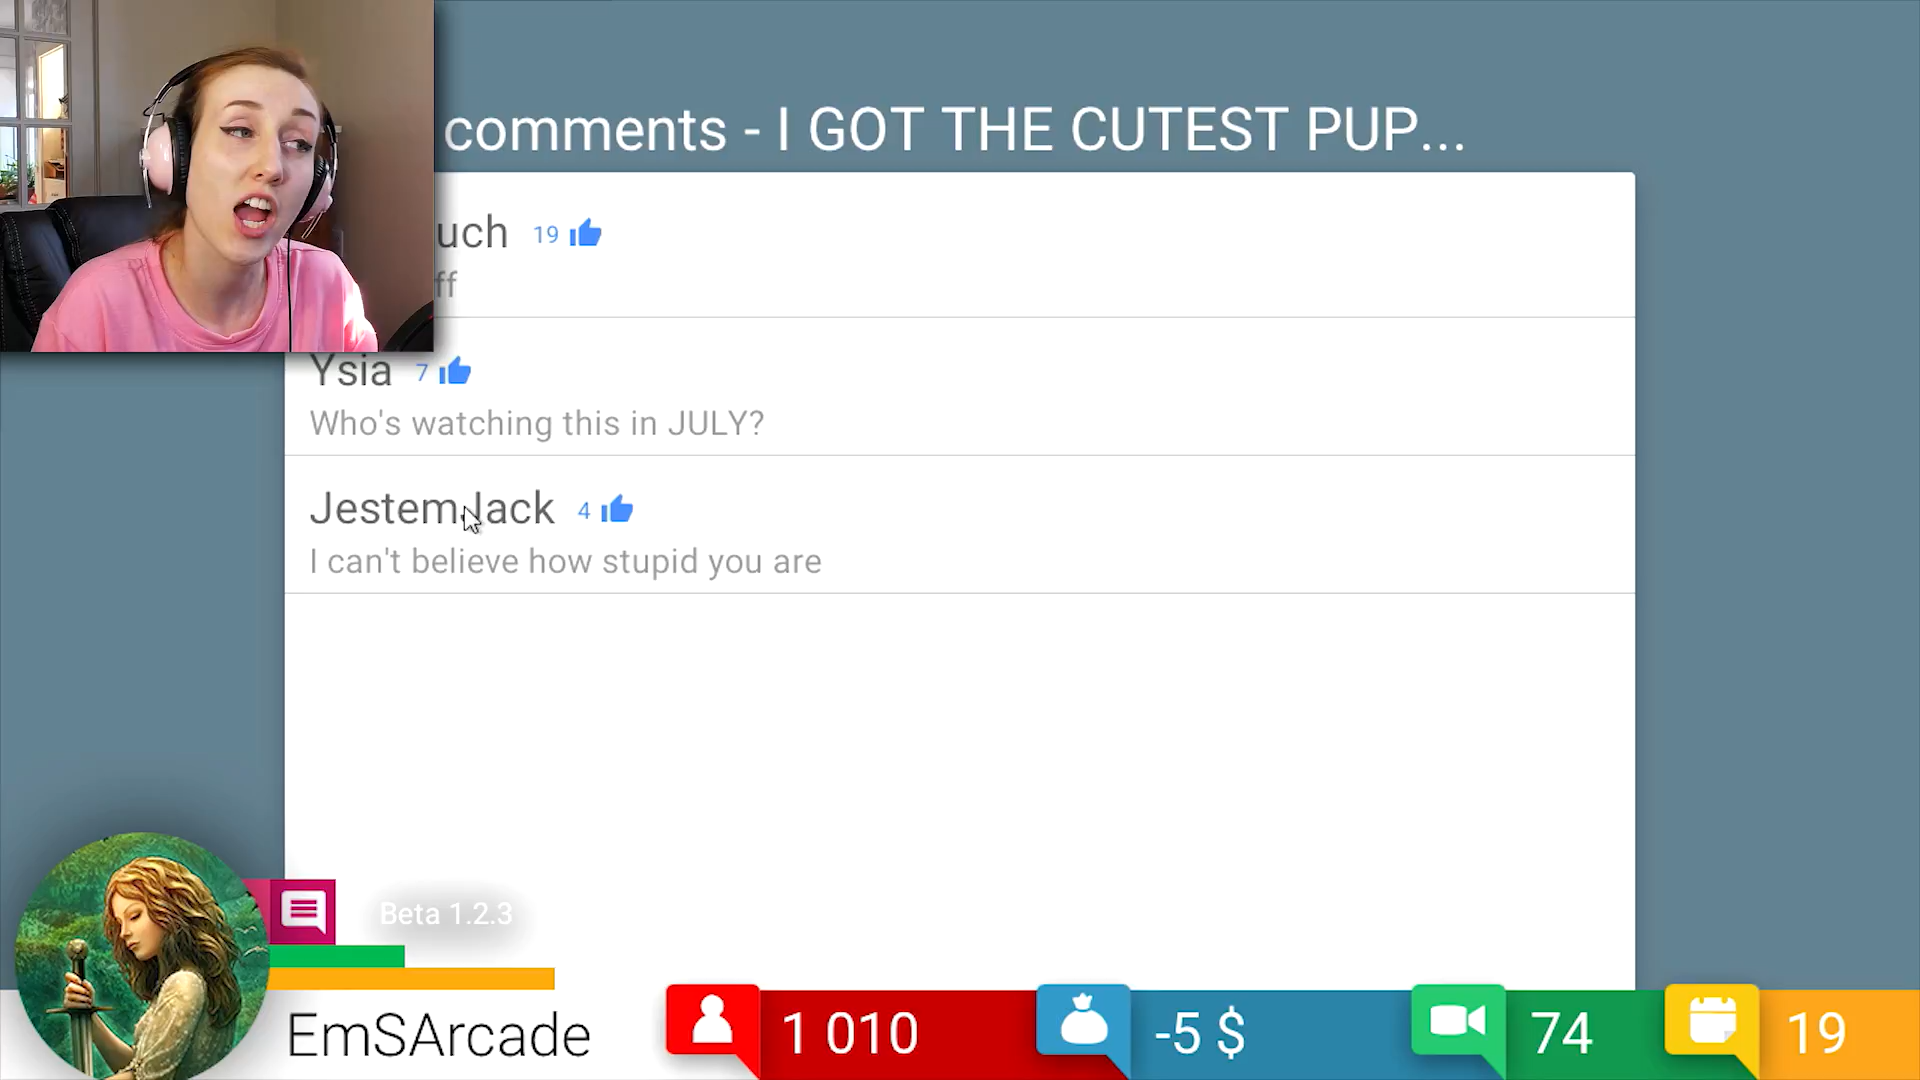 comments - I GOT THE CUTEST PUP...
uch 19
ff
Ysia 7
Who's watching this in JULY?
JestemJack 4
I can't believe how stupid you are
Beta 1.2.3
EmSArcade
1 010
-5 $
74
19